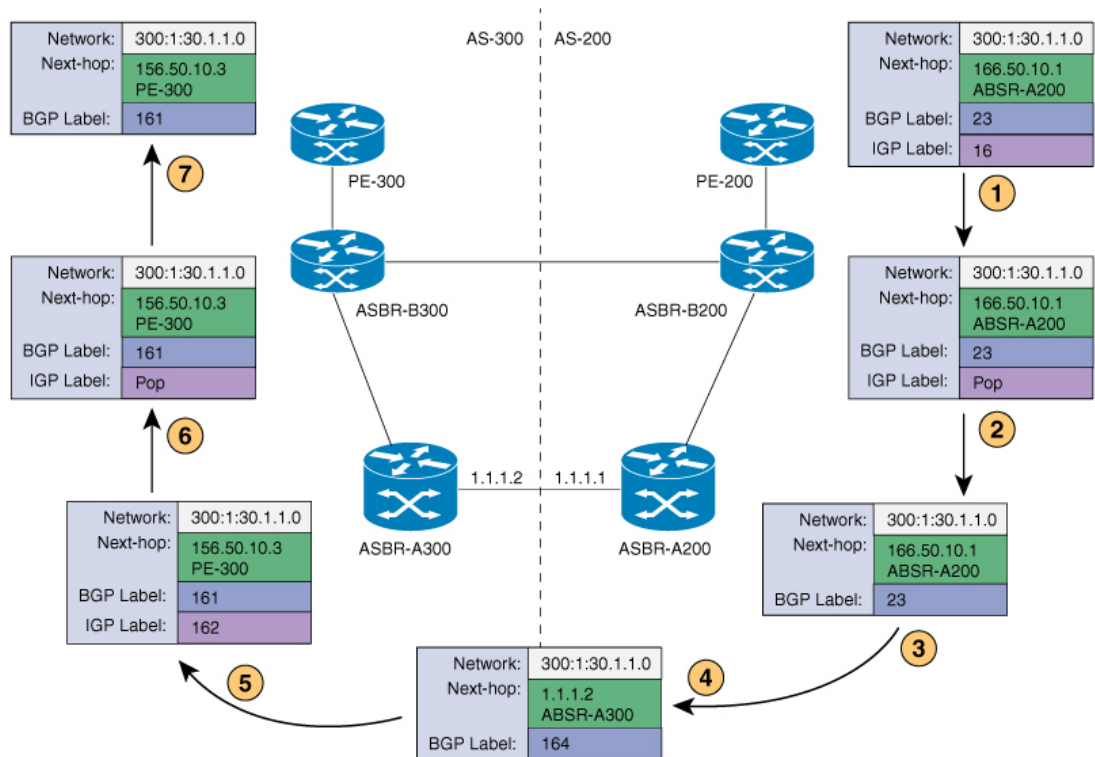 AS-300
AS-200
Network: 300:1:30.1.1.0
Next-hop: 156.50.10.3
PE-300
BGP Label: 161
7
Network: 300:1:30.1.1.0
Next-hop: 166.50.10.1
ABSR-A200
BGP Label: 23
IGP Label: 16
1
PE-300
PE-200
Network: 300:1:30.1.1.0
Next-hop: 156.50.10.3
PE-300
BGP Label: 161
IGP Label: Pop
6
ASBR-B300
ASBR-B200
Network: 300:1:30.1.1.0
Next-hop: 166.50.10.1
ABSR-A200
BGP Label: 23
IGP Label: Pop
2
Network: 300:1:30.1.1.0
Next-hop: 156.50.10.3
PE-300
BGP Label: 161
IGP Label: 162
5
1.1.1.2
1.1.1.1
ASBR-A300
ASBR-A200
Network: 300:1:30.1.1.0
Next-hop: 166.50.10.1
ABSR-A200
BGP Label: 23
3
4
Network: 300:1:30.1.1.0
Next-hop: 1.1.1.2
ABSR-A300
BGP Label: 164